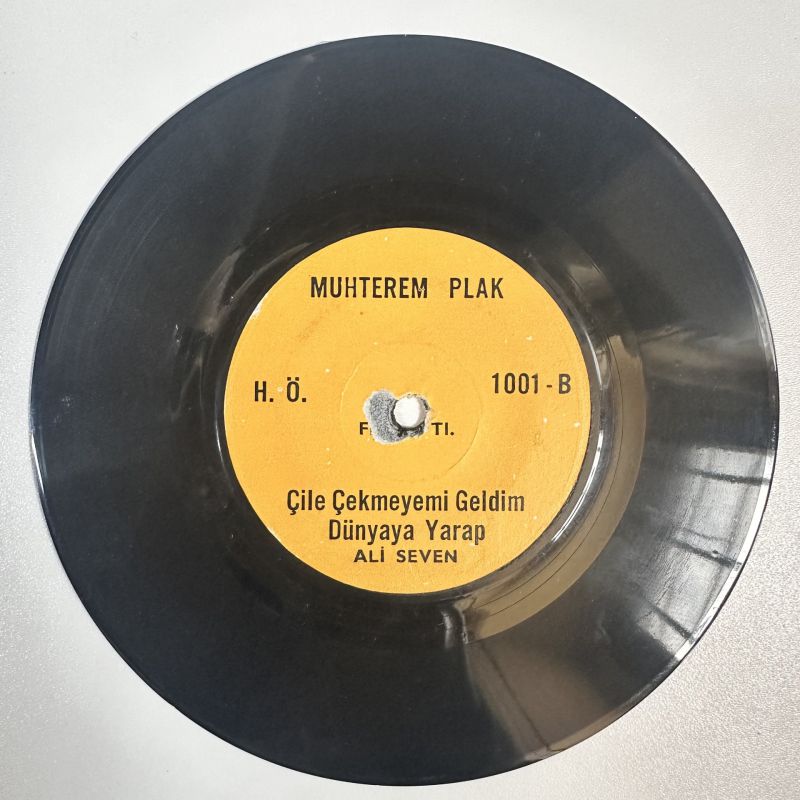 MUHTEREM PLAK
H. Ö. 1001-B
Çile Çekmeyemi Geldim
Dünyaya Yarap
ALİ SEVEN